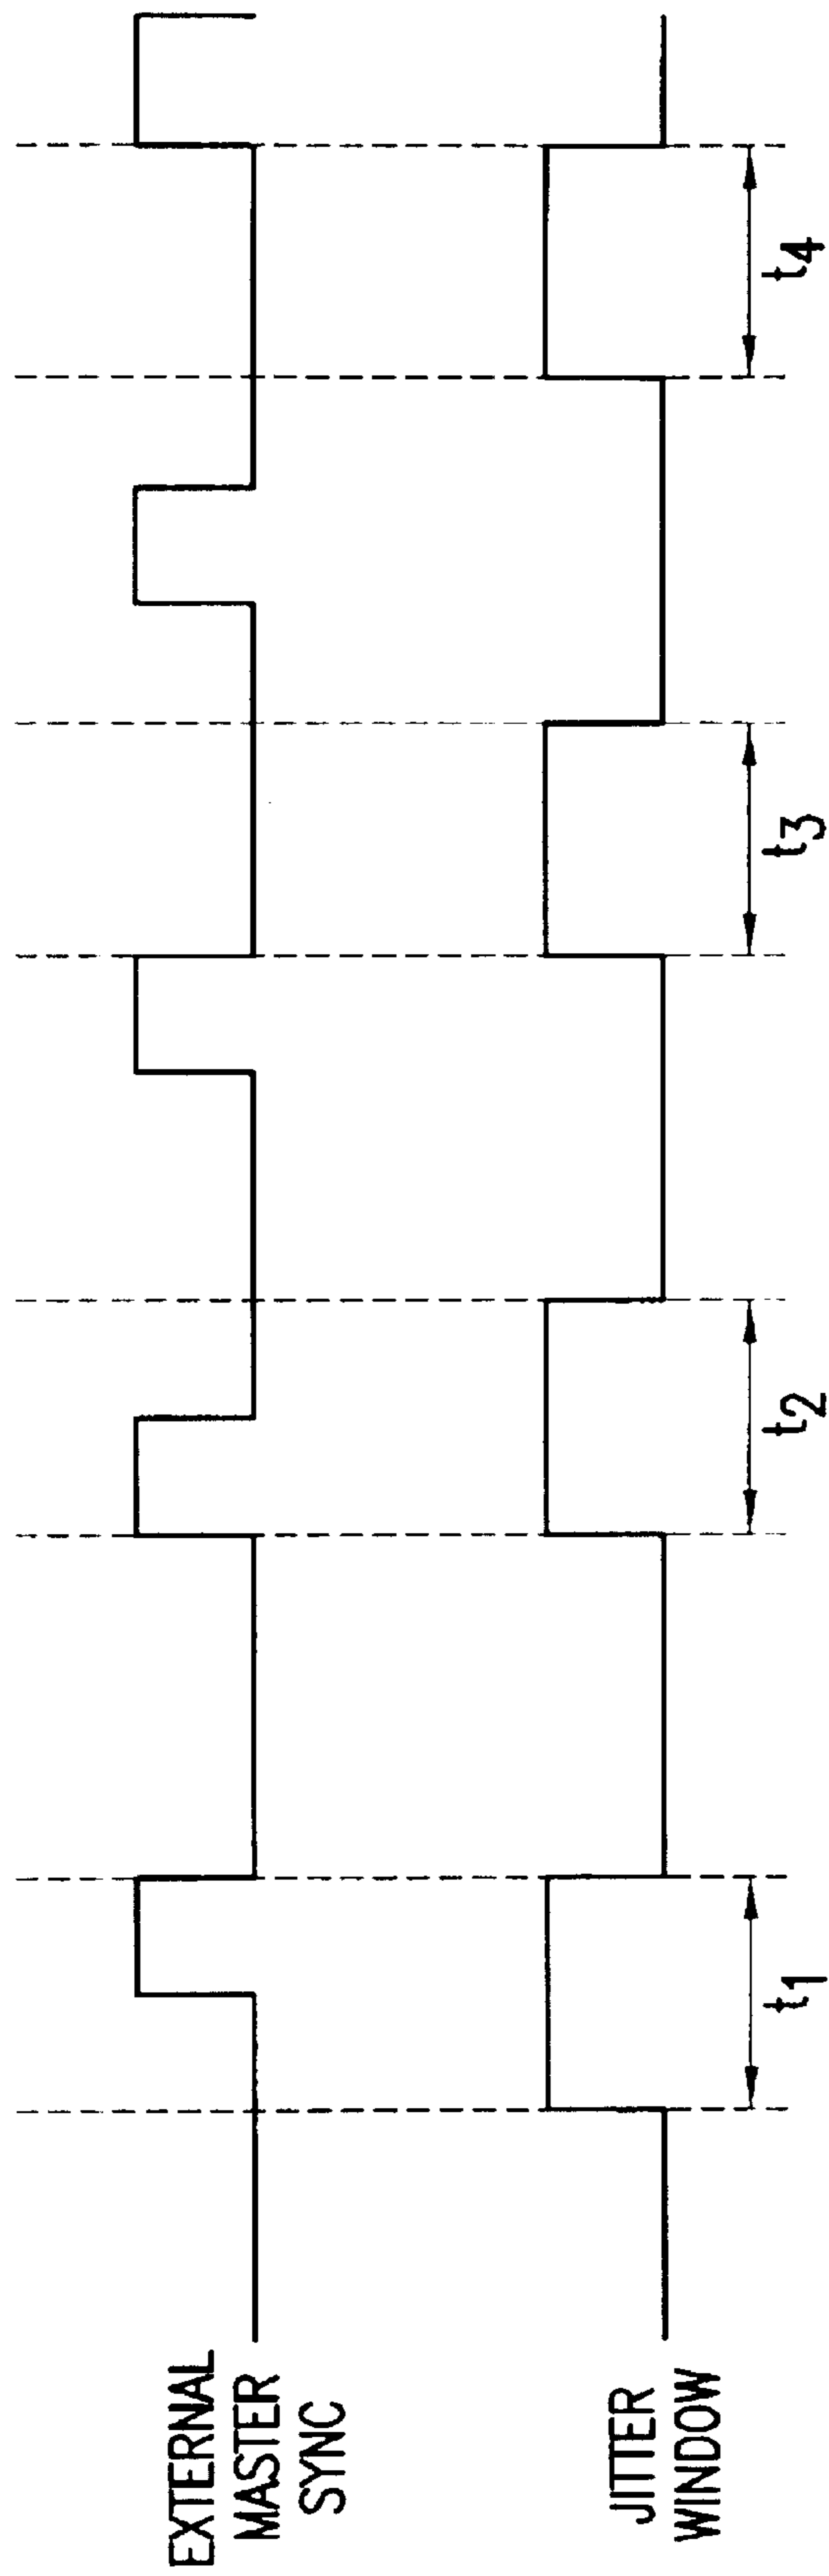 EXTERNAL
MASTER
SYNC
JITTER
WINDOW
t1
t2
t3
t4